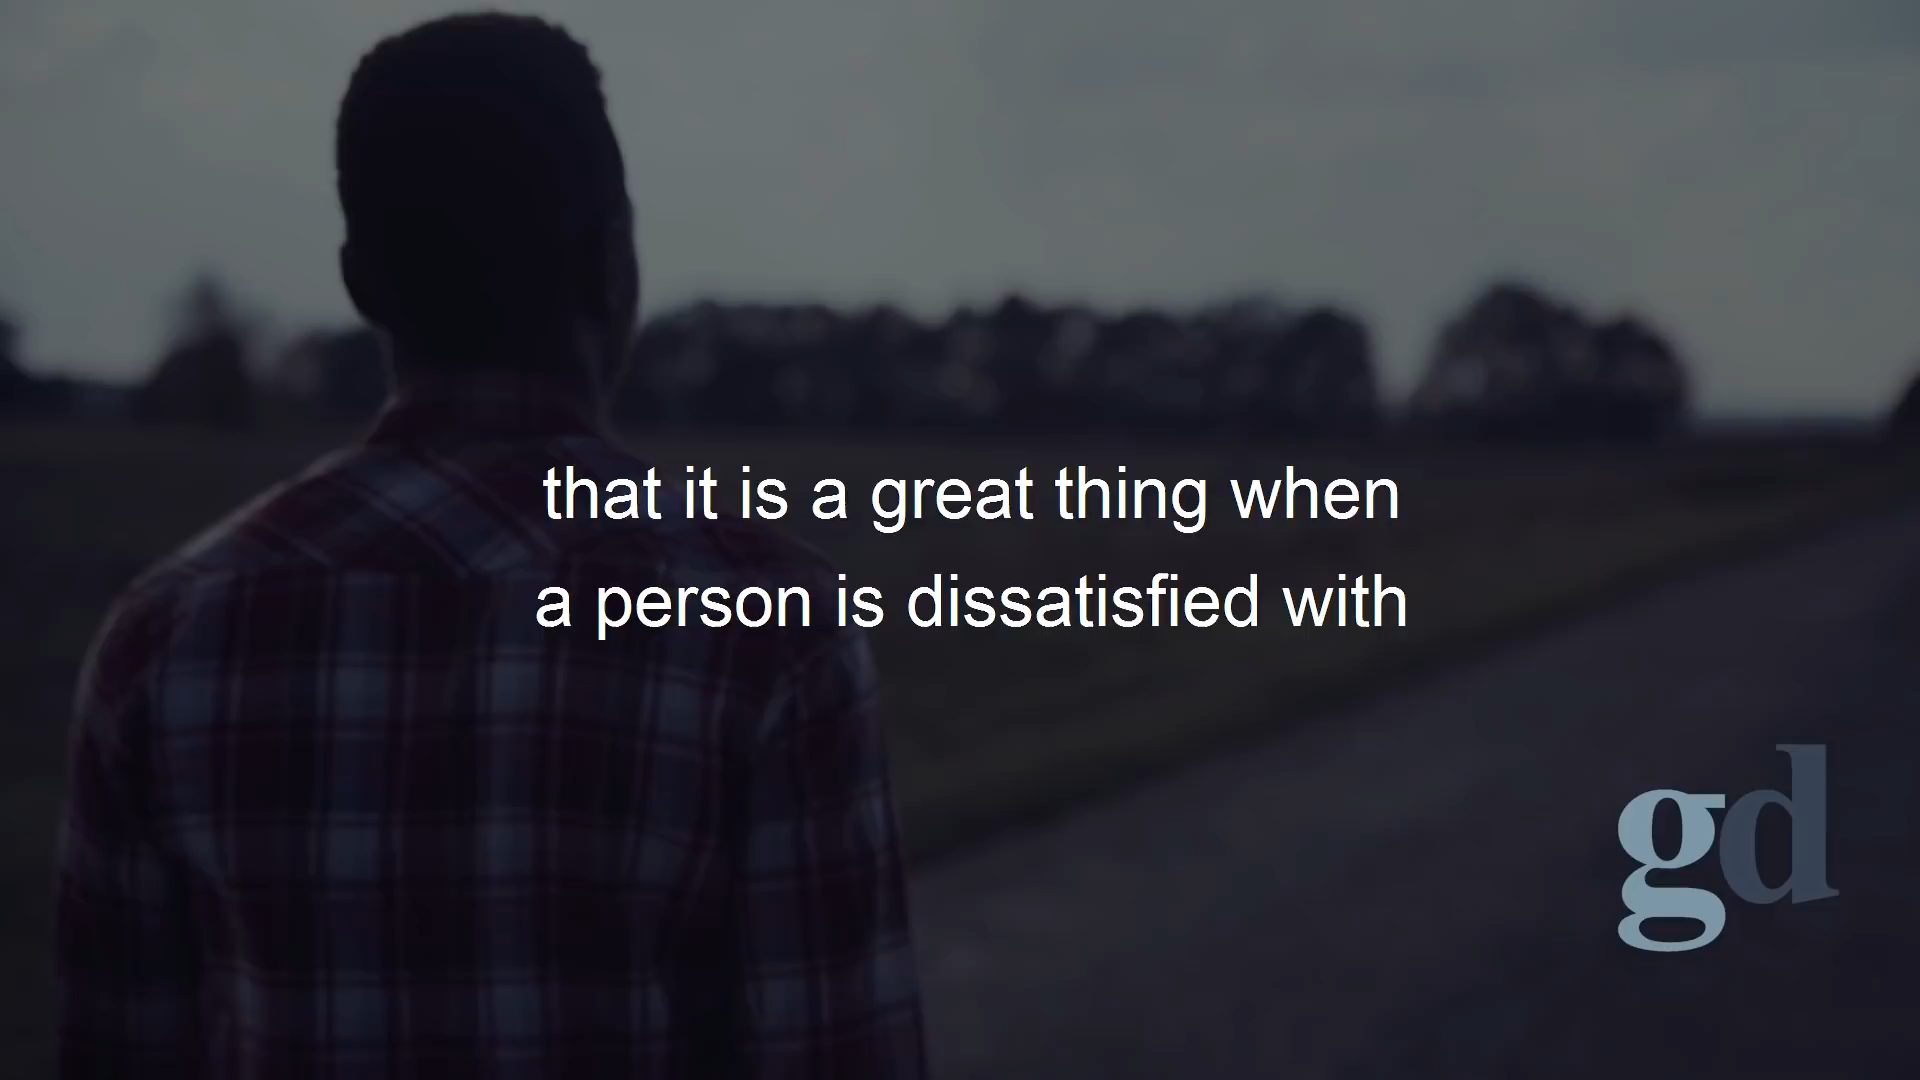 that it is a great thing when
a person is dissatisfied with
gd